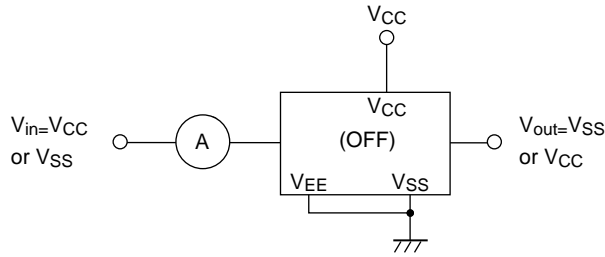 VCC
Vin=VCC
or VSS
A
VCC
(OFF)
VEE VSS
Vout=VSS
or VCC